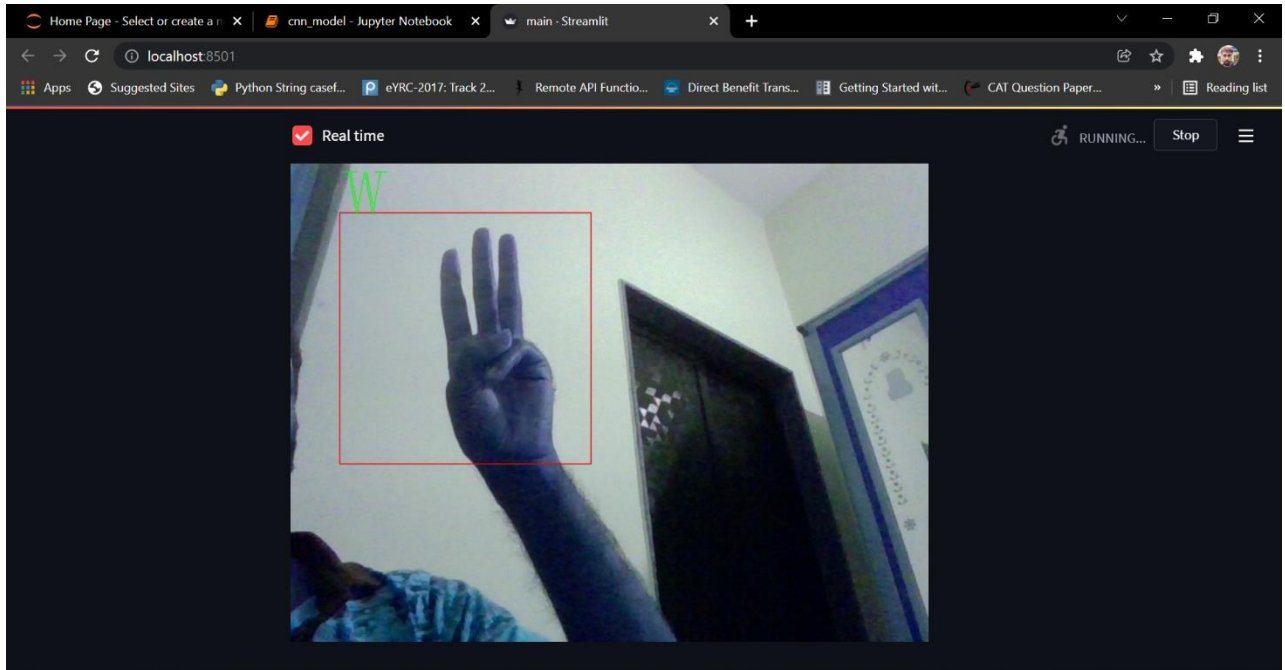 Home Page - Select or create a n
cnn_model - Jupyter Notebook
main · Streamlit
localhost:8501
Apps
Suggested Sites
Python String casef...
eYRC-2017: Track 2...
Remote API Functio...
Direct Benefit Trans...
Getting Started wit...
CAT Question Paper...
»
Reading list
Real time
RUNNING...
Stop
W